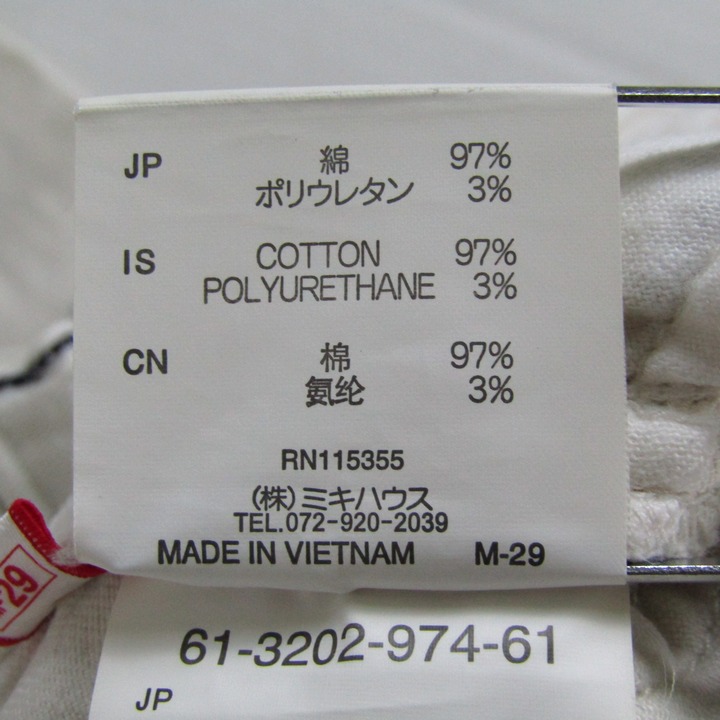 JP 綿 97%
ポリウレタン 3%
IS COTTON 97%
POLYURETHANE 3%
CN 棉 97%
氨纶 3%
RN115355
(株)ミキハウス
TEL.072-920-2039
MADE IN VIETNAM M-29
29
61-3202-974-61
JP